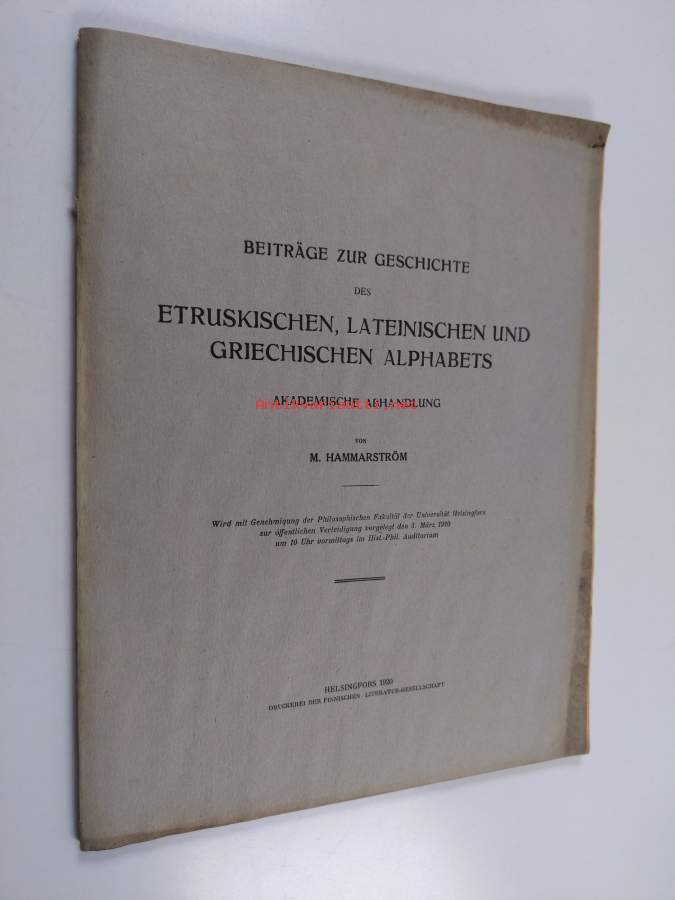 BEITRÄGE ZUR GESCHICHTE
DES
ETRUSKISCHEN, LATEINISCHEN UND
GRIECHISCHEN ALPHABETS
AKADEMISCHE ABHANDLUNG
antikvariaatti.net
VON
M. HAMMARSTRÖM
Wird mit Genehmigung der Philosophischen Fakultät der Universität Helsingfors
zur öffentlichen Verteidigung vorgelegt den 3. März 1920
um 10 Uhr vormittags im Hist.-Phil. Auditorium
HELSINGFORS 1920
DRUCKEREI DER FINNISCHEN LITERATUR-GESELLSCHAFT